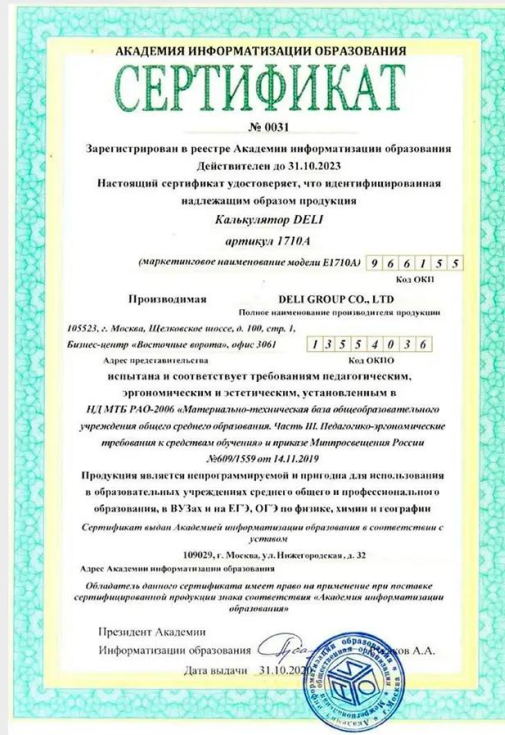 АКАДЕМИЯ ИНФОРМАТИЗАЦИИ ОБРАЗОВАНИЯ
СЕРТИФИКАТ
№ 0031
Зарегистрирован в реестре Академии информатизации образования
Действителен до 31.10.2023
Настоящий сертификат удостоверяет, что идентифицированная
надлежащим образом продукция
Калькулятор DELI
артикул 1710А
(маркетинговое наименование модели Е1710А) 9 6 6 1 5 5
Код ОКП
Производимая DELI GROUP CO., LTD
Полное наименование производителя продукции
105523, г. Москва, Щелковское шоссе, д. 100, стр. 1,
Бизнес-центр «Восточные ворота», офис 3061 1 3 5 5 4 0 3 6
Адрес представительства Код ОКПО
испытана и соответствует требованиям педагогическим,
эргономическим и эстетическим, установленным в
НД МТБ РАО-2006 «Материально-техническая база общеобразовательного
учреждения общего среднего образования. Часть III. Педагогико-эргономические
требования к средствам обучения» и приказе Минпросвещения России
№609/1559 от 14.11.2019
Продукция является непрограммируемой и пригодна для использования
в образовательных учреждениях среднего общего и профессионального
образования, в ВУЗах и на ЕГЭ, ОГЭ по физике, химии и географии
Сертификат выдан Академией информатизации образования в соответствии с
уставом
109029, г. Москва, ул. Нижегородская, д. 32
Адрес Академии информатизации образования
Обладатель данного сертификата имеет право на применение при поставке
сертифицированной продукции знака соответствия «Академия информатизации
образования»
Президент Академии
Информатизации образования А.А.
Дата выдачи 31.10.202